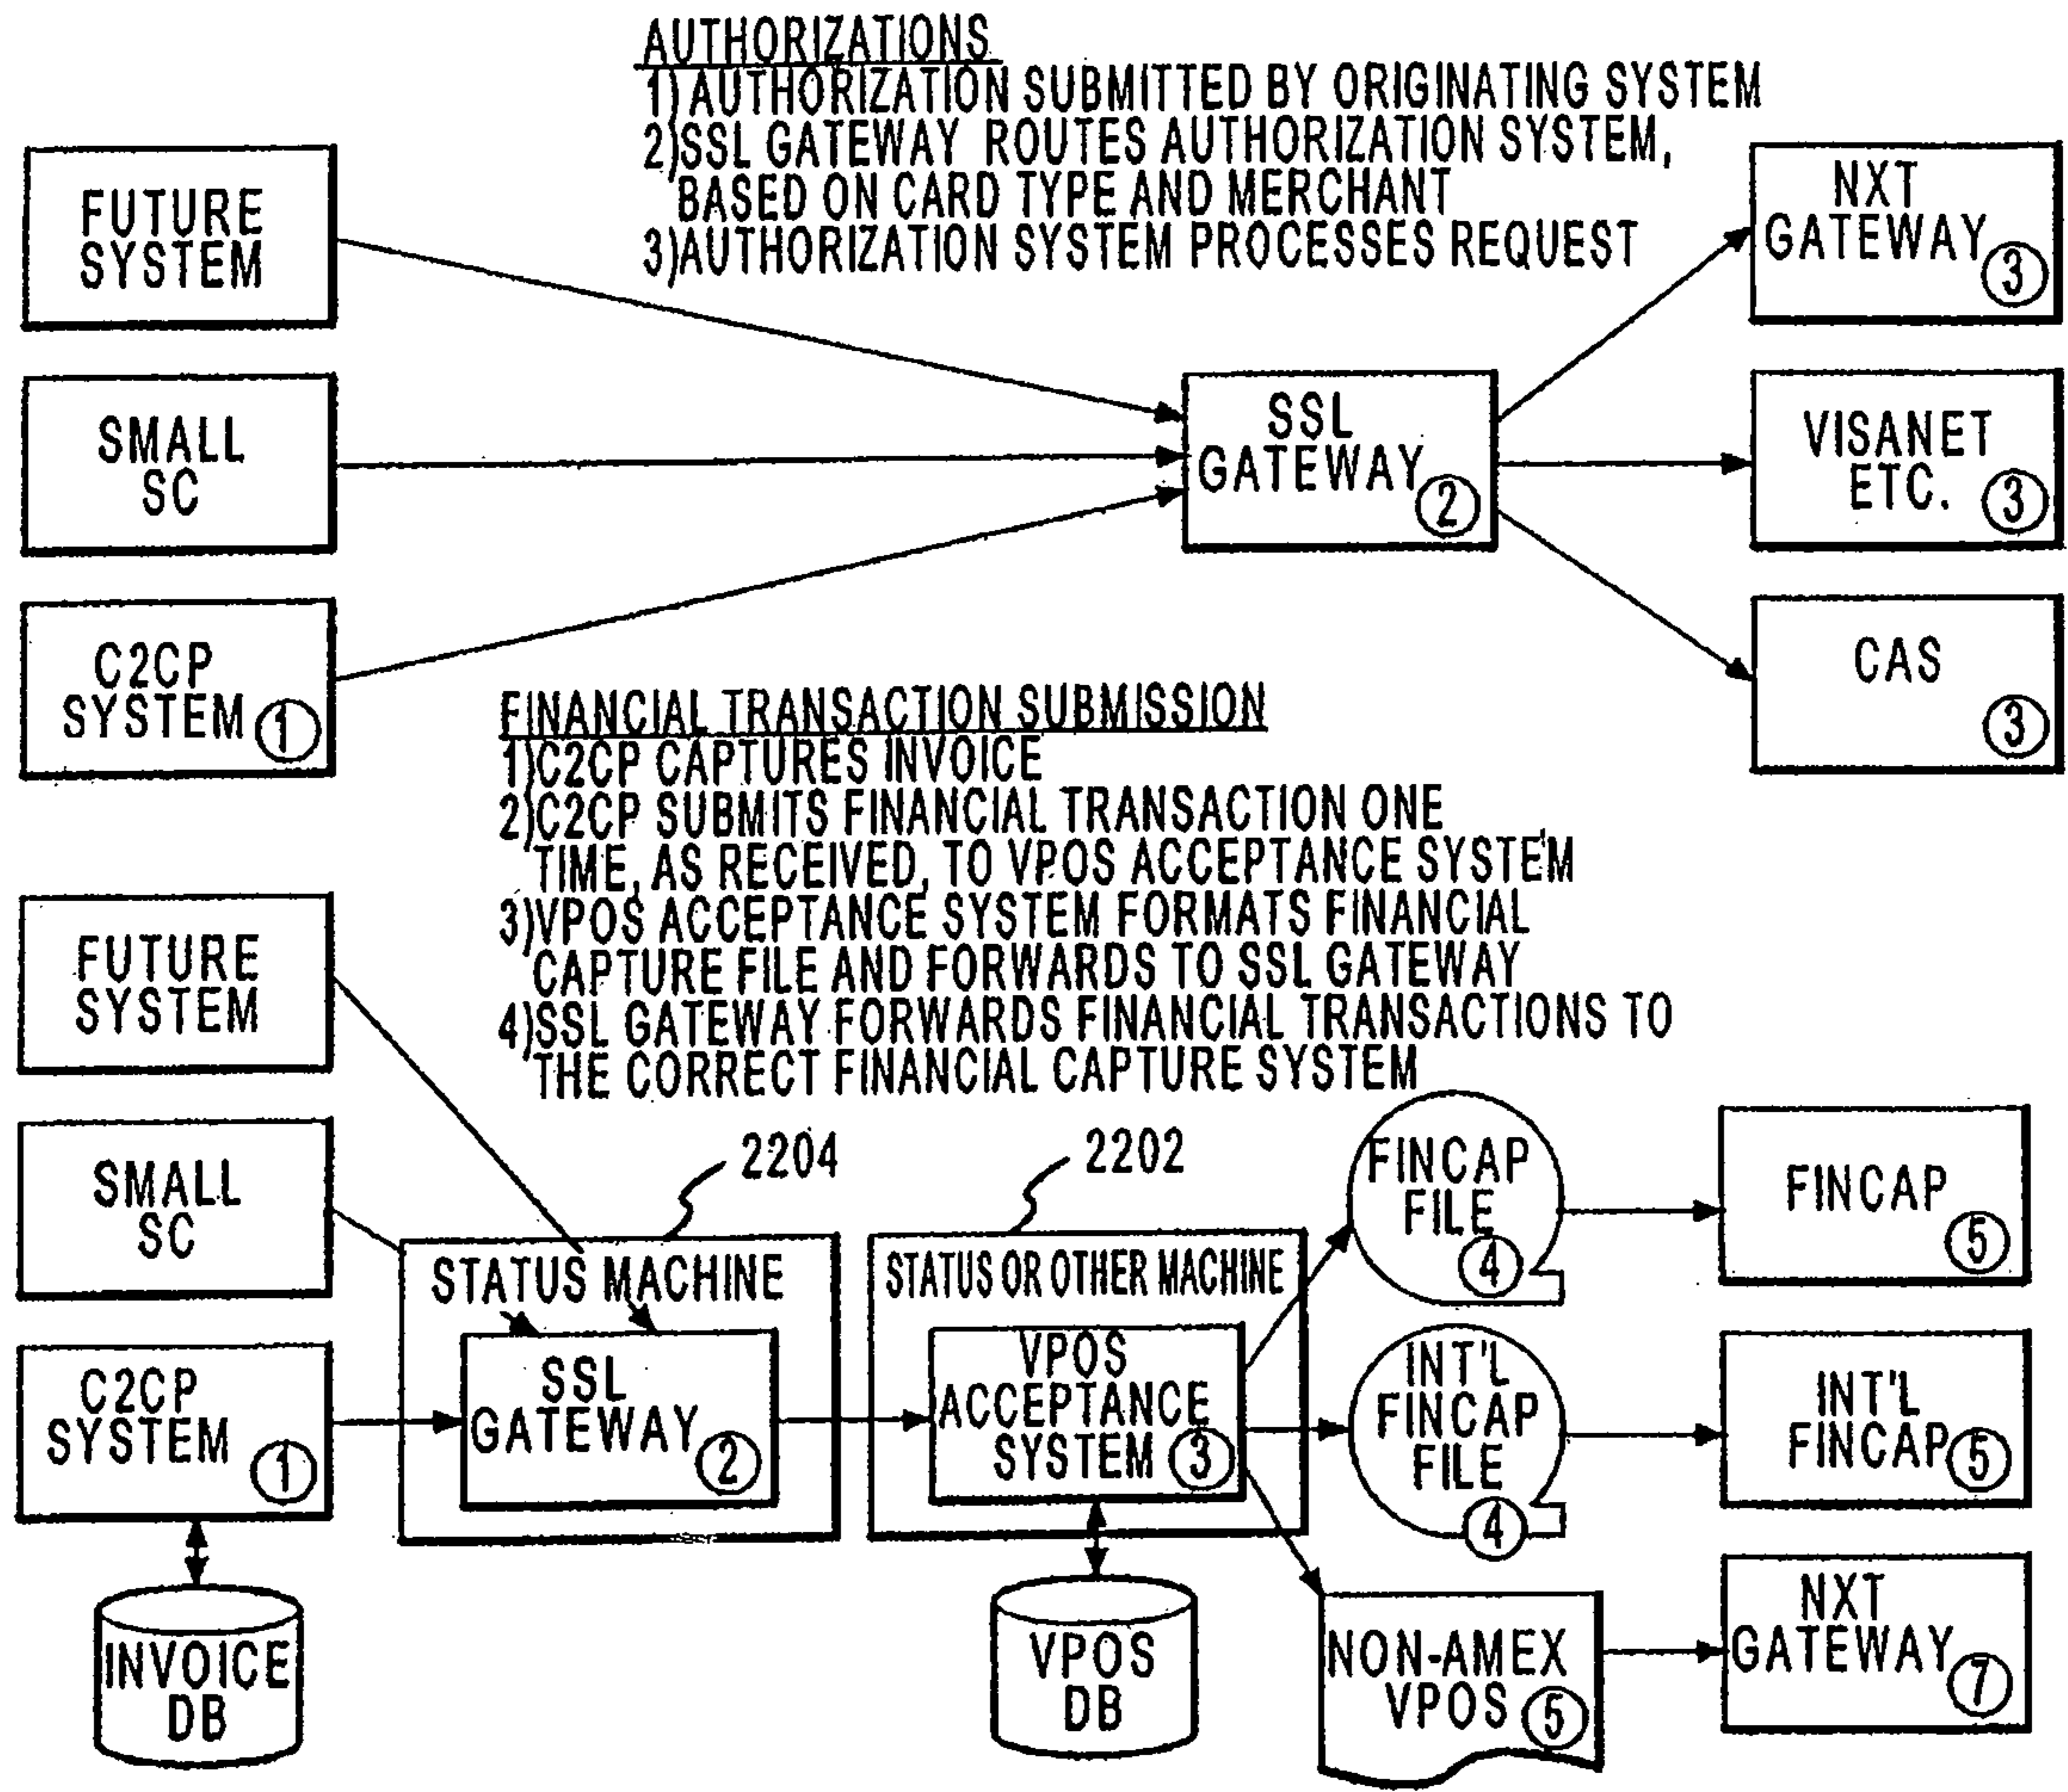 AUTHORIZATIONS
1)AUTHORIZATION SUBMITTED BY ORIGINATING SYSTEM
2)SSL GATEWAY ROUTES AUTHORIZATION SYSTEM,
BASED ON CARD TYPE AND MERCHANT
3)AUTHORIZATION SYSTEM PROCESSES REQUEST
FUTURE
SYSTEM
SMALL
SC
C2CP
SYSTEM 1
SSL
GATEWAY 2
NXT
GATEWAY 3
VISANET
ETC. 3
CAS
3
FINANCIAL TRANSACTION SUBMISSION
1)C2CP CAPTURES INVOICE
2)C2CP SUBMITS FINANCIAL TRANSACTION ONE
TIME, AS RECEIVED, TO VPOS ACCEPTANCE SYSTEM
3)VPOS ACCEPTANCE SYSTEM FORMATS FINANCIAL
CAPTURE FILE AND FORWARDS TO SSL GATEWAY
4)SSL GATEWAY FORWARDS FINANCIAL TRANSACTIONS TO
THE CORRECT FINANCIAL CAPTURE SYSTEM
FUTURE
SYSTEM
SMALL
SC
C2CP
SYSTEM 1
INVOICE
DB
2204
STATUS MACHINE
SSL
GATEWAY 2
2202
STATUS OR OTHER MACHINE
VPOS
ACCEPTANCE
SYSTEM 3
VPOS
DB
FINCAP
FILE
4
INT'L
FINCAP
FILE
4
NON-AMEX
VPOS 5
FINCAP
5
INT'L
FINCAP 5
NXT
GATEWAY 7